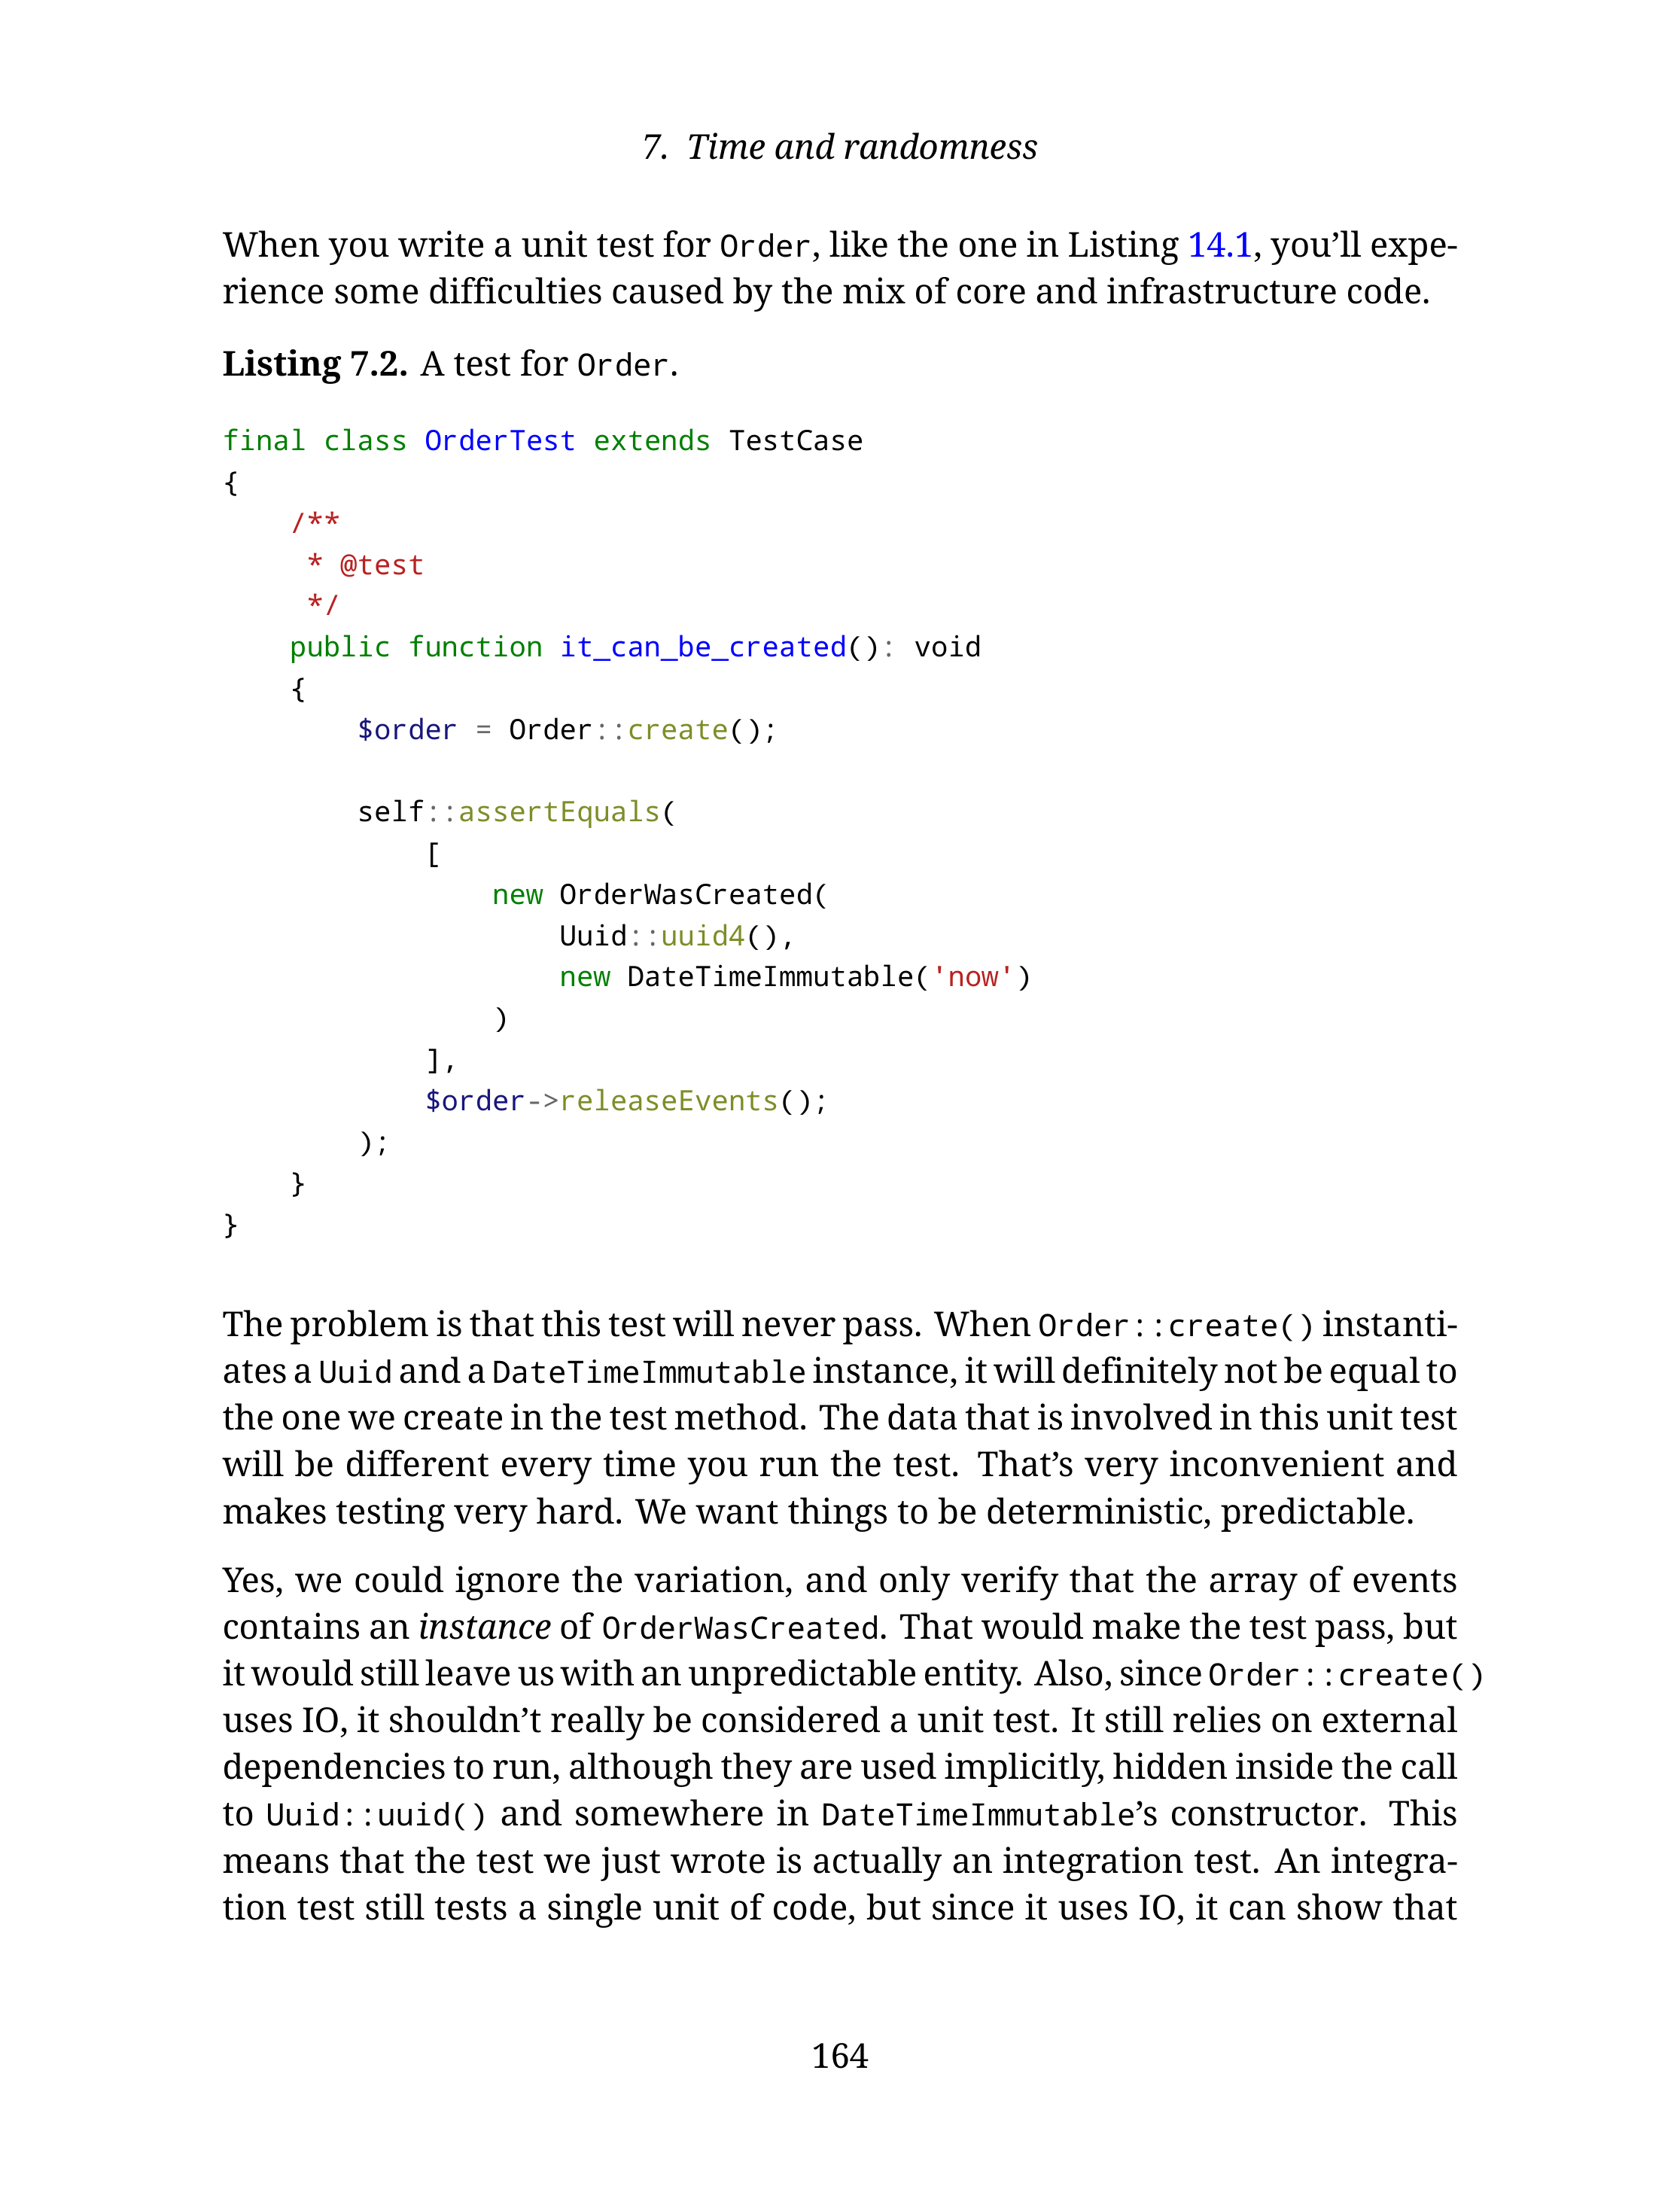 7. Time and randomness
When you write a unit test for Order, like the one in Listing 14.1, you’ll expe-
rience some difficulties caused by the mix of core and infrastructure code.
Listing 7.2. A test for Order.
final class OrderTest extends TestCase
{
    /**
     * @test
     */
    public function it_can_be_created(): void
    {
        $order = Order::create();
        self::assertEquals(
            [
                new OrderWasCreated(
                    Uuid::uuid4(),
                    new DateTimeImmutable('now')
                )
            ],
            $order->releaseEvents();
        );
    }
}
The problem is that this test will never pass. When Order::create() instanti-
ates a Uuid and a DateTimeImmutable instance, it will definitely not be equal to
the one we create in the test method. The data that is involved in this unit test
will be different every time you run the test. That’s very inconvenient and
makes testing very hard. We want things to be deterministic, predictable.
Yes, we could ignore the variation, and only verify that the array of events
contains an instance of OrderWasCreated. That would make the test pass, but
it would still leave us with an unpredictable entity. Also, since Order::create()
uses IO, it shouldn’t really be considered a unit test. It still relies on external
dependencies to run, although they are used implicitly, hidden inside the call
to Uuid::uuid() and somewhere in DateTimeImmutable’s constructor. This
means that the test we just wrote is actually an integration test. An integra-
tion test still tests a single unit of code, but since it uses IO, it can show that
164